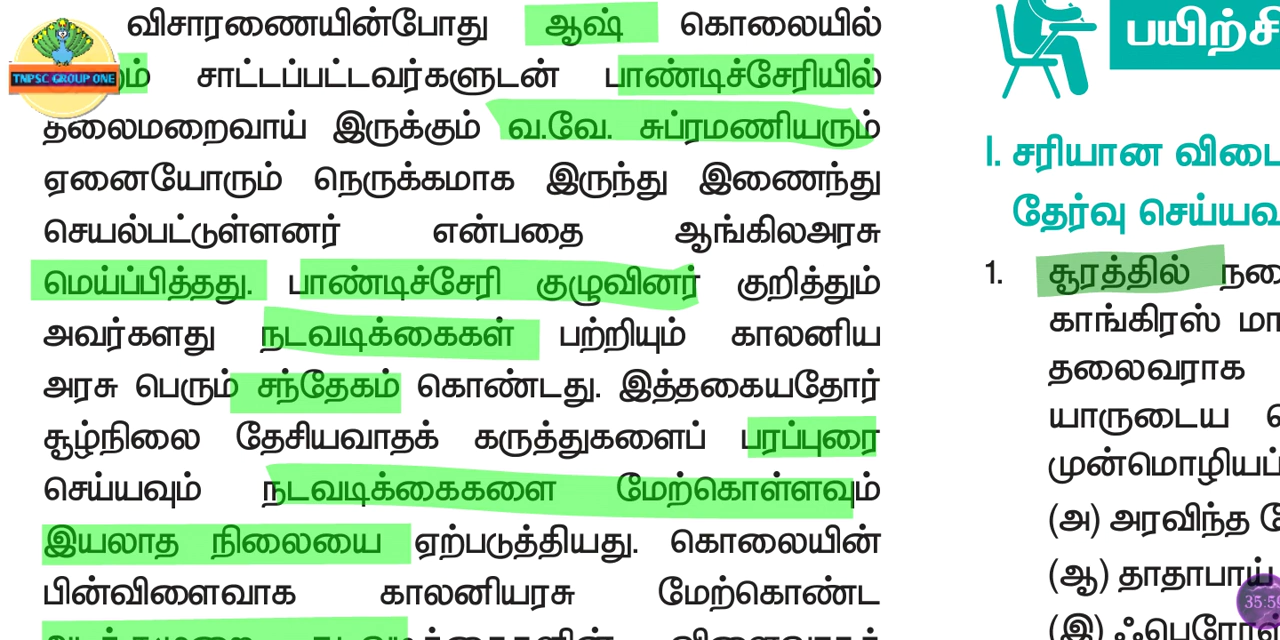 விசாரணையின்போது ஆஷ் கொலையில்
TNPSC GROUP ONE
சாட்டப்பட்டவர்களுடன் பாண்டிச்சேரியில்
தலைமறைவாய் இருக்கும் வ.வே. சுப்ரமணியரும்
ஏனையோரும் நெருக்கமாக இருந்து இணைந்து
செயல்பட்டுள்ளனர் என்பதை ஆங்கிலஅரசு
மெய்ப்பித்தது. பாண்டிச்சேரி குழுவினர் குறித்தும்
அவர்களது நடவடிக்கைகள் பற்றியும் காலனிய
அரசு பெரும் சந்தேகம் கொண்டது. இத்தகையதோர்
சூழ்நிலை தேசியவாதக் கருத்துகளைப் பரப்புரை
செய்யவும் நடவடிக்கைகளை மேற்கொள்ளவும்
இயலாத நிலையை ஏற்படுத்தியது. கொலையின்
பின்விளைவாக காலனியரசு மேற்கொண்ட
I. சரியான
தேர்வு
1. சூரத்தில்
காங்கிரஸ்
தலைவராக
யாருடைய
(அ) அரவிந்த
(ஆ) தாதாபாய்
(இ)
35:59